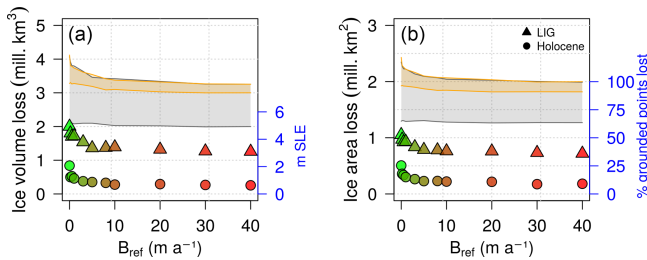 (a)
Ice volume loss (mill. km³)
5
4
3
2
1
0
6
4
2
0
m SLE
0 10 20 30 40
B_ref (m a⁻¹)
(b)
▲ LIG
● Holocene
Ice area loss (mill. km²)
3
2
1
0
100
75
50
25
0
% grounded points lost
0 10 20 30 40
B_ref (m a⁻¹)